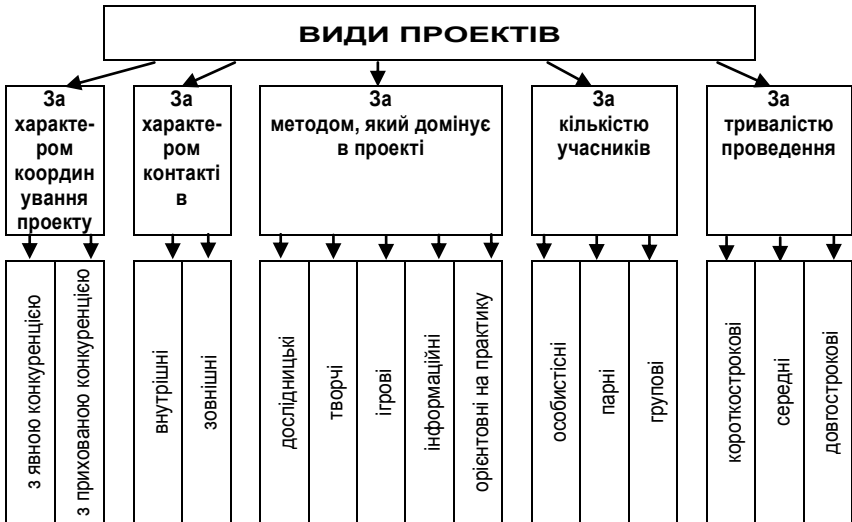 ВИДИ ПРОЕКТІВ
За
характе-
ром
координ
ування
проекту
За
характе-
ром
контакті
в
За
методом, який домінує
в проекті
За
кількістю
учасників
За
тривалістю
проведення
з явною конкуренцією
з прихованою конкуренцією
внутрішні
зовнішні
дослідницькі
творчі
ігрові
інформаційні
орієнтовні на практику
особистісні
парні
групові
короткострокові
середні
довгострокові